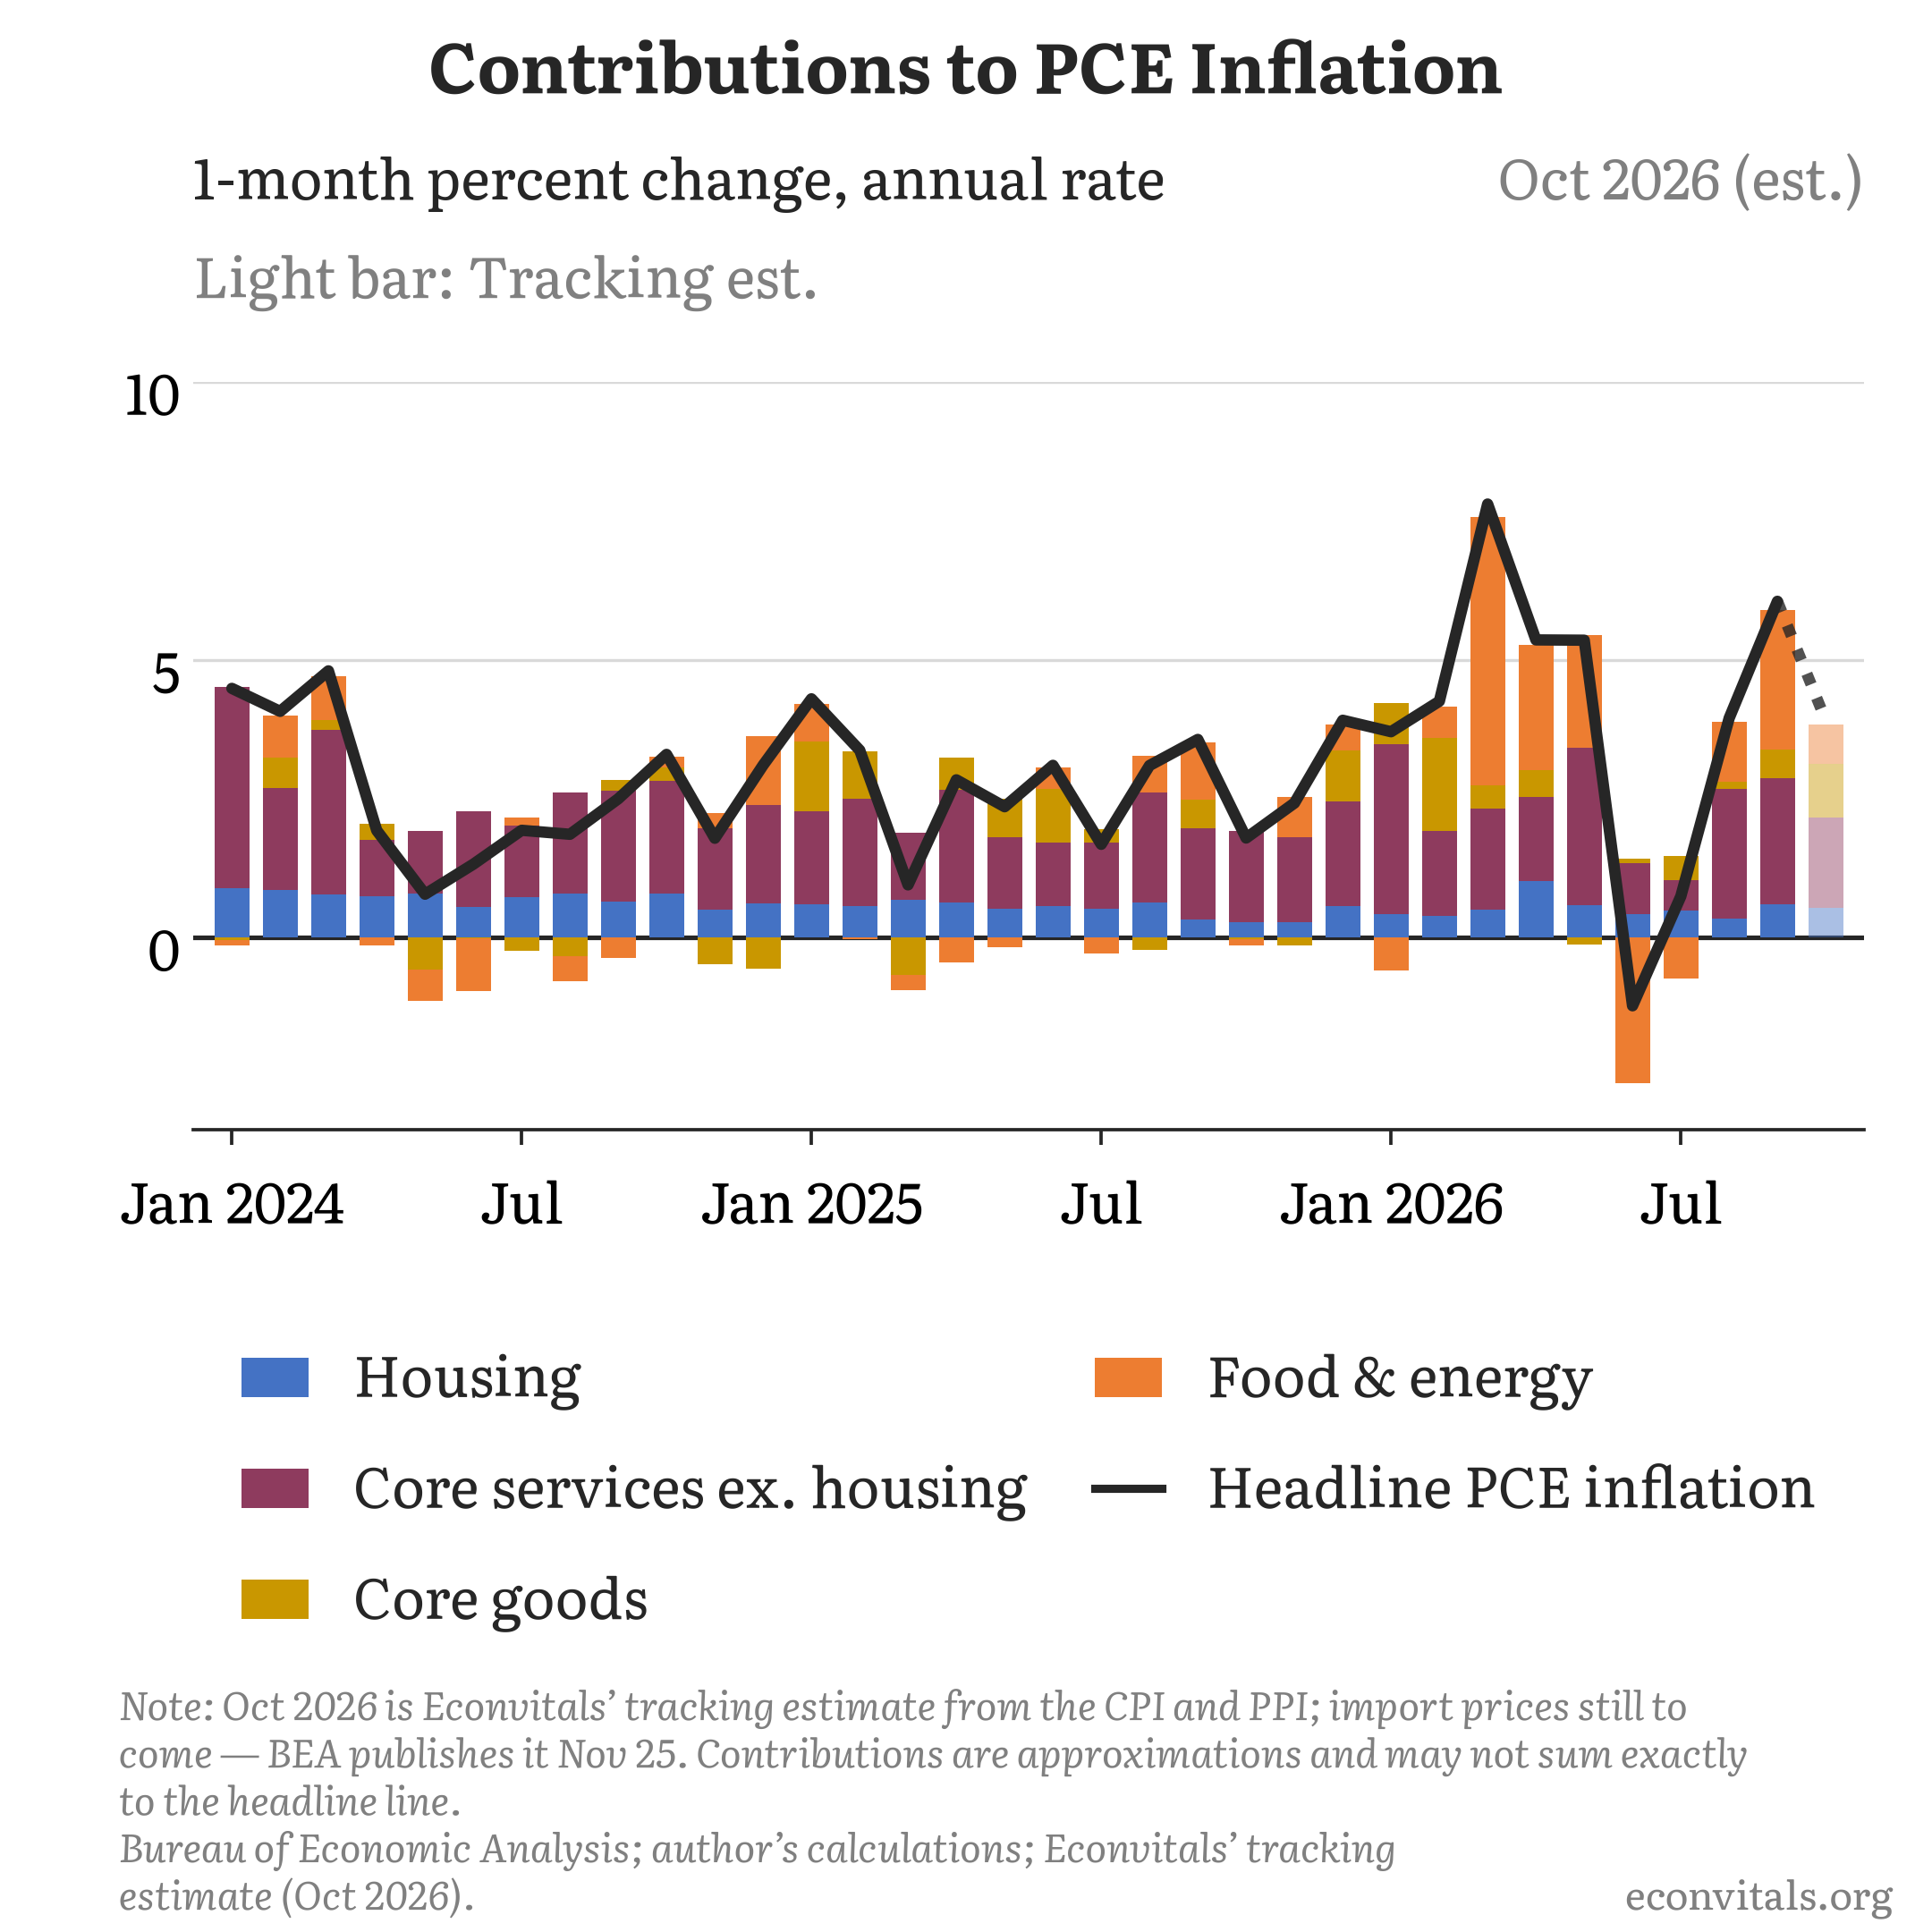 Contributions to PCE Inflation
1-month percent change, annual rate
Oct 2026 (est.)
Light bar: Tracking est.
10
5
0
Jan 2024
Jul
Jan 2025
Jul
Jan 2026
Jul
Housing
Food & energy
Core services ex. housing
Headline PCE inflation
Core goods
Note: Oct 2026 is Econvitals’ tracking estimate from the CPI and PPI; import prices still to
come — BEA publishes it Nov 25. Contributions are approximations and may not sum exactly
to the headline line.
Bureau of Economic Analysis; author’s calculations; Econvitals’ tracking
estimate (Oct 2026).
econvitals.org